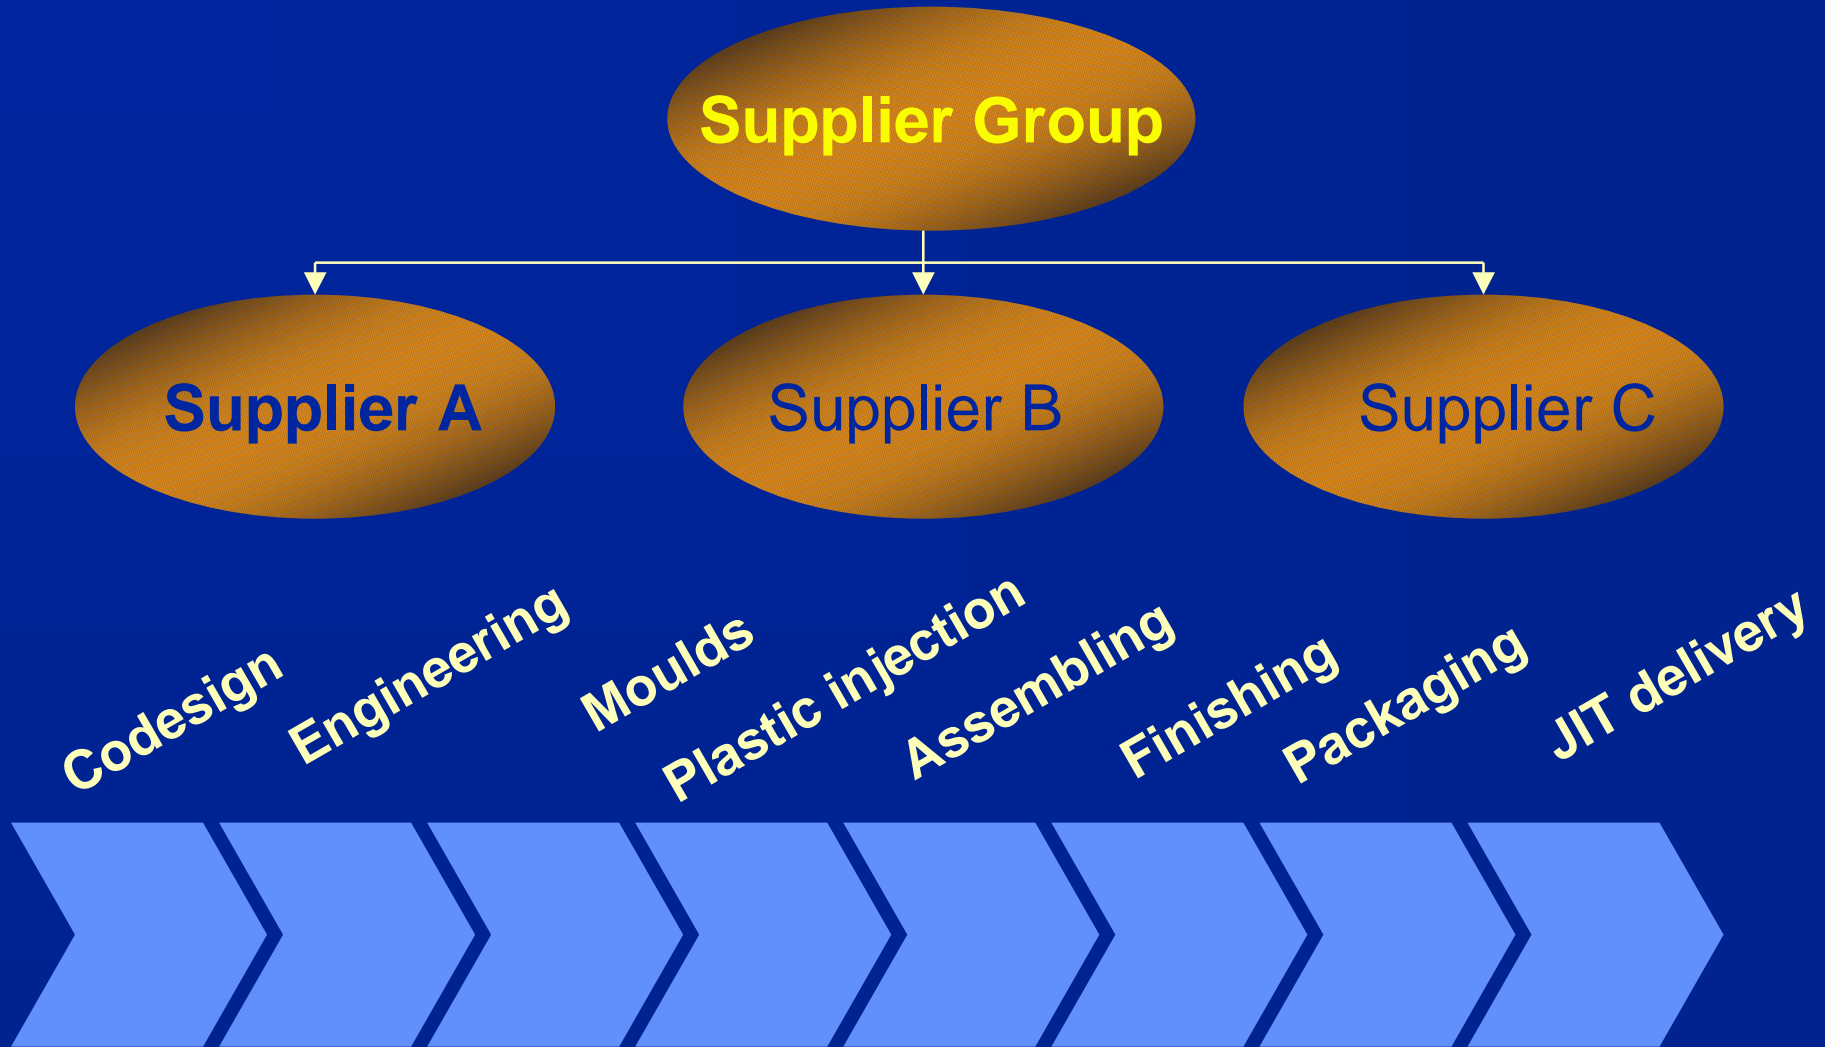 Supplier Group
Supplier A
Supplier B
Supplier C
Codesign
Engineering
Moulds
Plastic injection
Assembling
Finishing
Packaging
JIT delivery